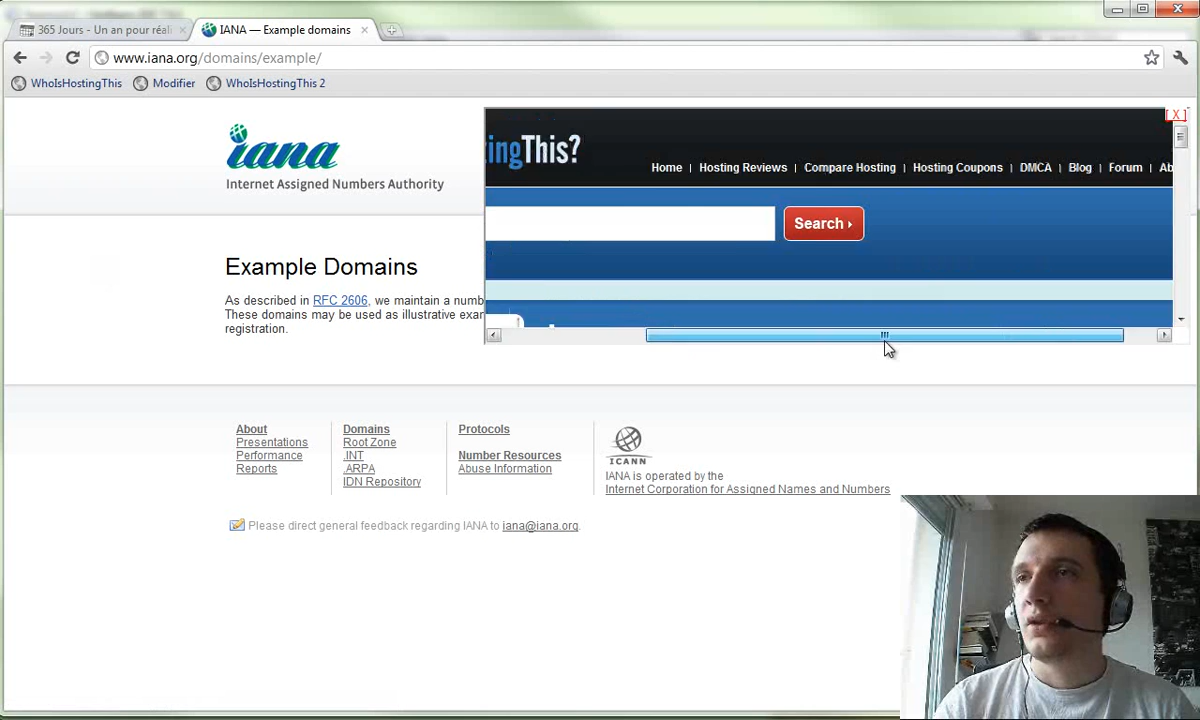 365 Jours - Un an pour réali
IANA — Example domains
www.iana.org/domains/example/
WhoIsHostingThis
Modifier
WhoIsHostingThis 2
iana
Internet Assigned Numbers Authority
[X]
ingThis?
Home | Hosting Reviews | Compare Hosting | Hosting Coupons | DMCA | Blog | Forum | Ab
Search ›
Example Domains
As described in RFC 2606, we maintain a numb
These domains may be used as illustrative exar
registration.
About
Presentations
Performance
Reports
Domains
Root Zone
.INT
.ARPA
IDN Repository
Protocols
Number Resources
Abuse Information
ICANN
IANA is operated by the
Internet Corporation for Assigned Names and Numbers
Please direct general feedback regarding IANA to iana@iana.org.